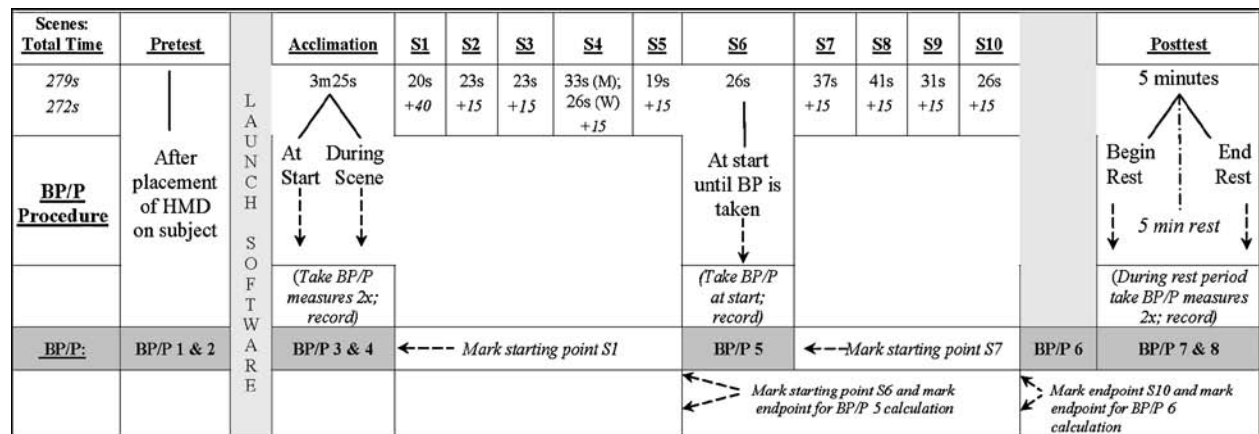 Scenes:
Total Time
Pretest
Acclimation
S1
S2
S3
S4
S5
S6
S7
S8
S9
S10
Posttest
279s
272s
3m25s
20s
+40
23s
+15
23s
+15
33s (M);
26s (W)
+15
19s
+15
26s
37s
+15
41s
+15
31s
+15
26s
+15
5 minutes
LAUNCH SOFTWARE
BP/P
Procedure
After
placement
of HMD
on subject
At
Start
During
Scene
At start
until BP is
taken
Begin
Rest
End
Rest
5 min rest
(Take BP/P
measures 2x;
record)
(Take BP/P
at start;
record)
(During rest period
take BP/P measures
2x; record)
BP/P:
BP/P 1 & 2
BP/P 3 & 4
Mark starting point S1
BP/P 5
Mark starting point S7
BP/P 6
BP/P 7 & 8
Mark starting point S6 and mark
endpoint for BP/P 5 calculation
Mark endpoint S10 and mark
endpoint for BP/P 6
calculation